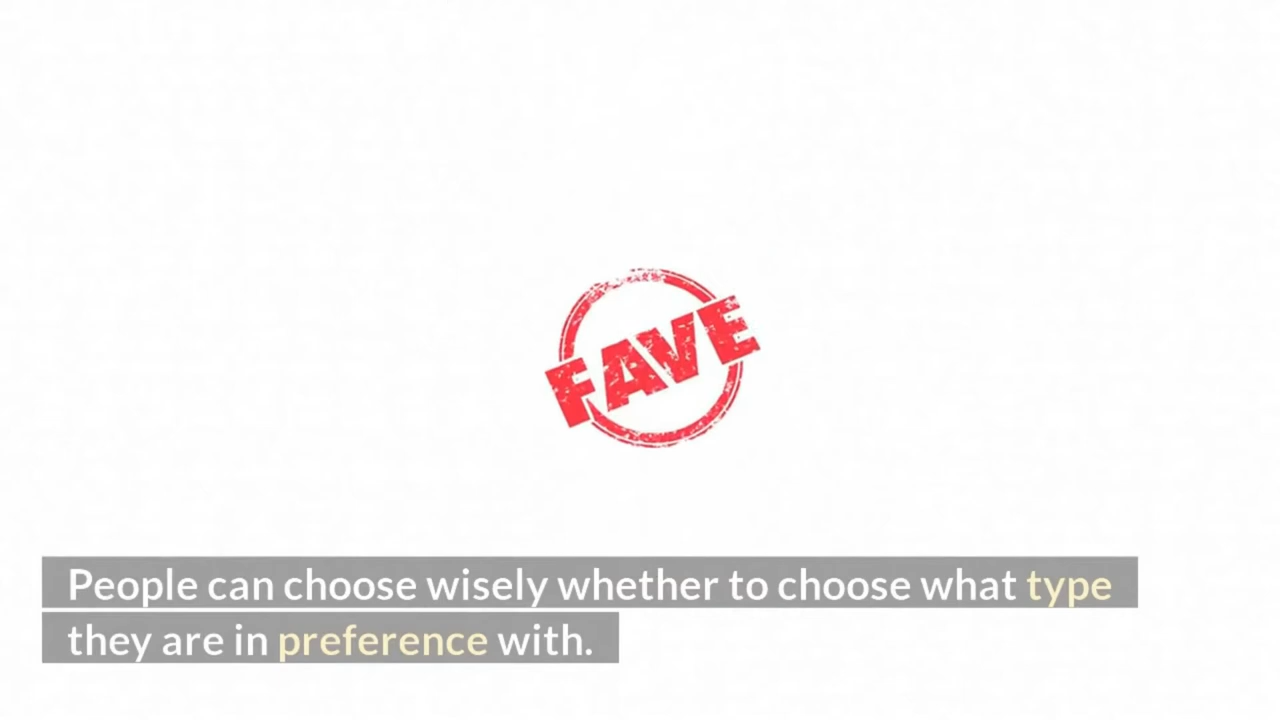 FAVE
People can choose wisely whether to choose what type
they are in preference with.